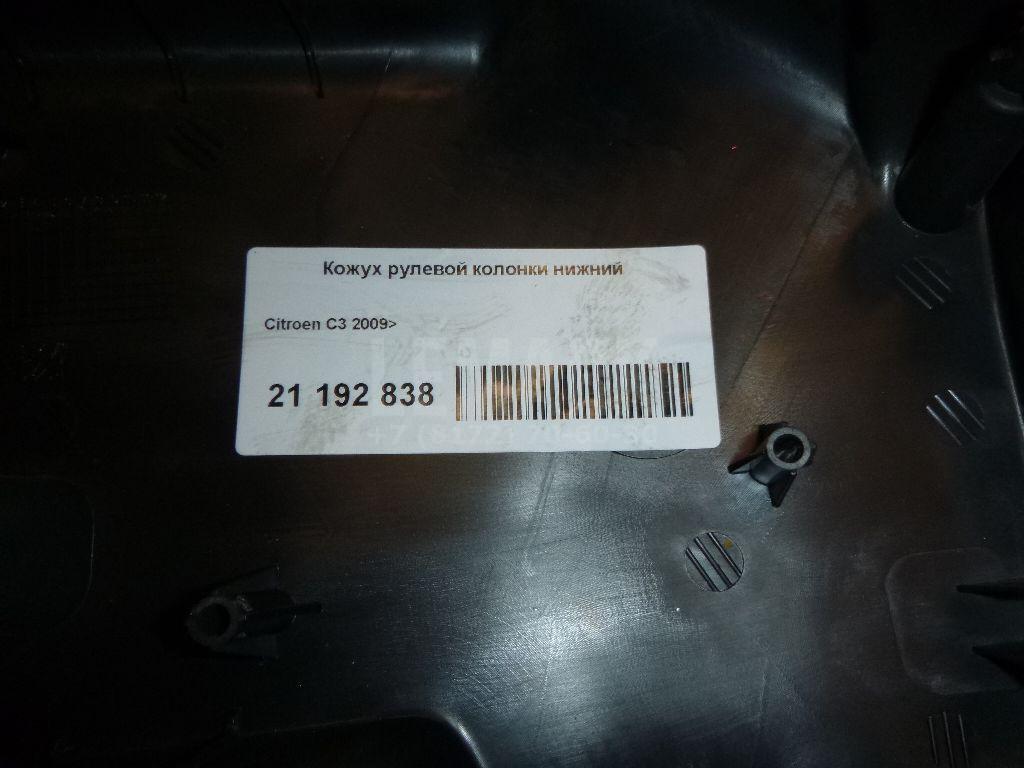 Кожух рулевой колонки нижний
Citroen C3 2009>
21 192 838